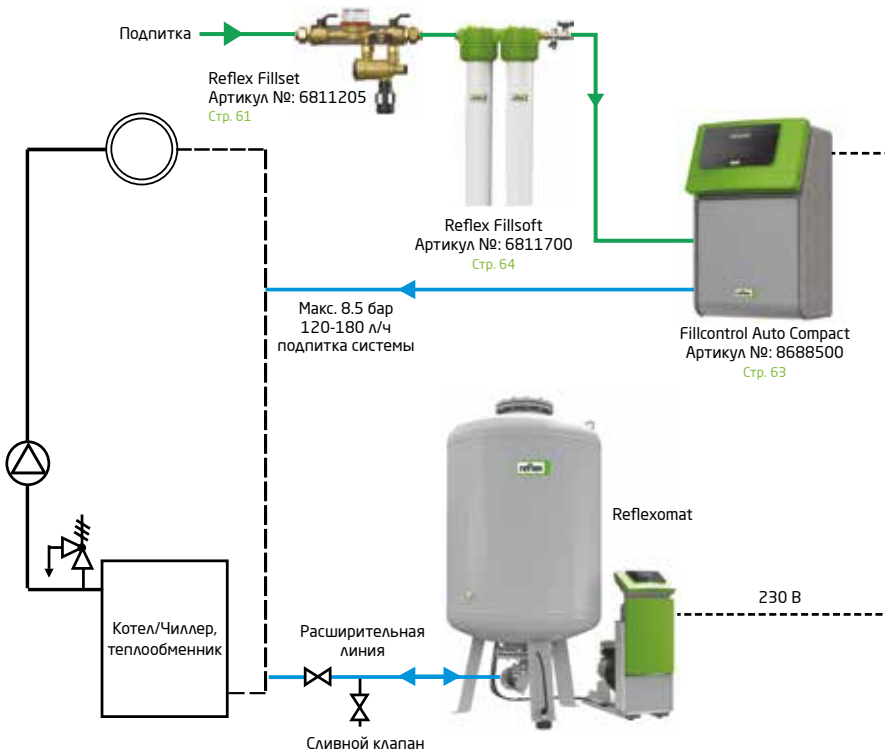 Подпитка
Reflex Fillset
Артикул №: 6811205
Стр. 61
Reflex Fillsoft
Артикул №: 6811700
Стр. 64
Макс. 8.5 бар
120-180 л/ч
подпитка системы
Fillcontrol Auto Compact
Артикул №: 8688500
Стр. 63
reflex
Reflexomat
230 В
Котел/Чиллер,
теплообменник
Расширительная
линия
Сливной клапан